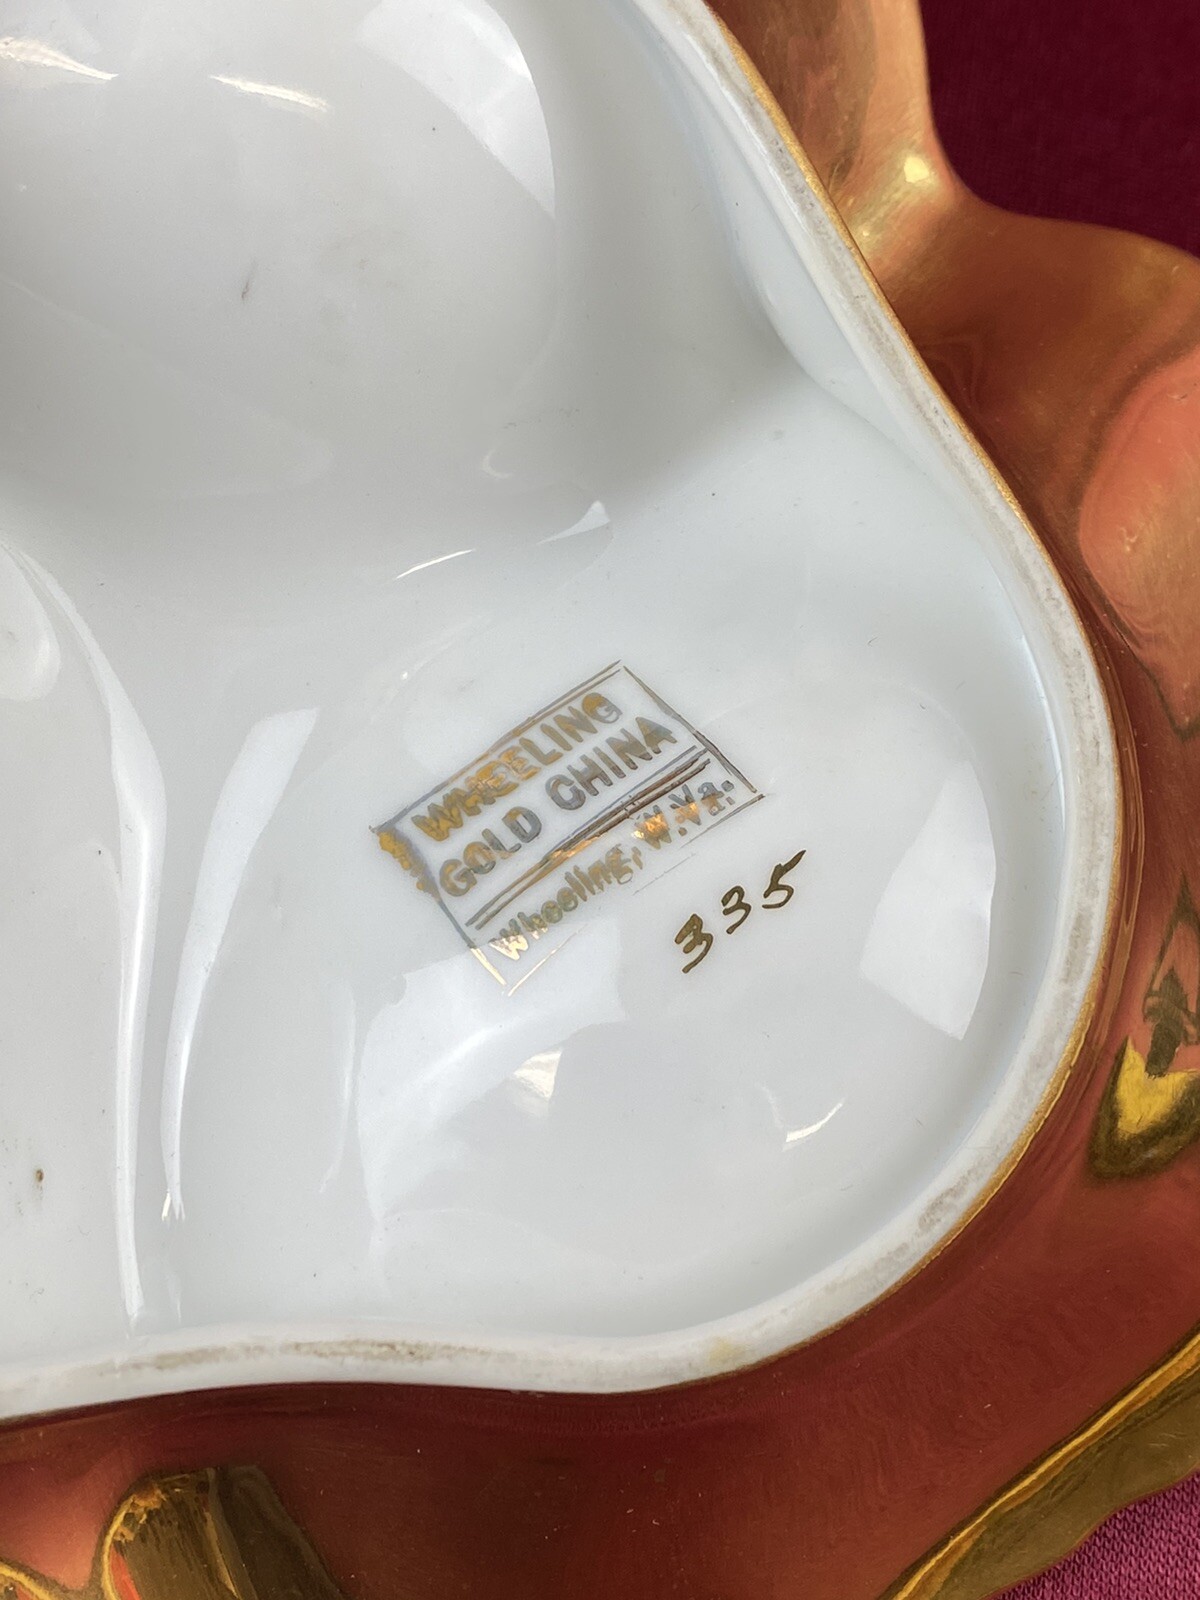 WHEELING
GOLD CHINA
Wheeling, W.Va.
335